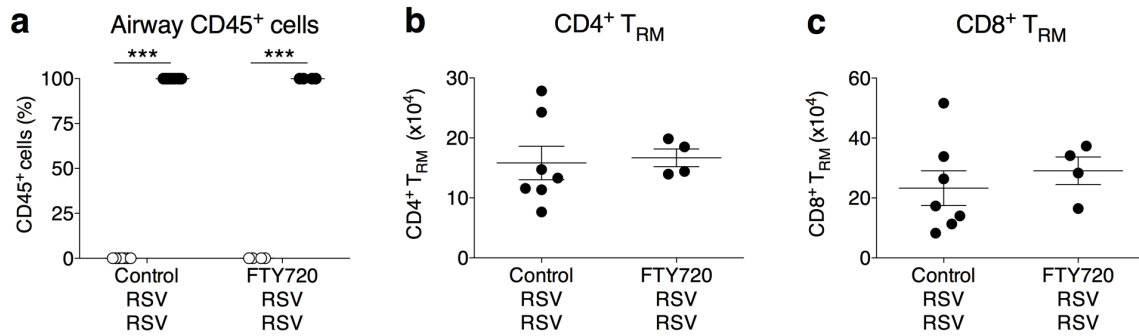 a Airway CD45⁺ cells
*** ***
CD45⁺ cells (%)
100
75
50
25
0
Control FTY720
RSV RSV
RSV RSV
b CD4⁺ T_RM
CD4⁺ T_RM (x10⁴)
30
20
10
0
Control FTY720
RSV RSV
RSV RSV
c CD8⁺ T_RM
CD8⁺ T_RM (x10⁴)
60
40
20
0
Control FTY720
RSV RSV
RSV RSV